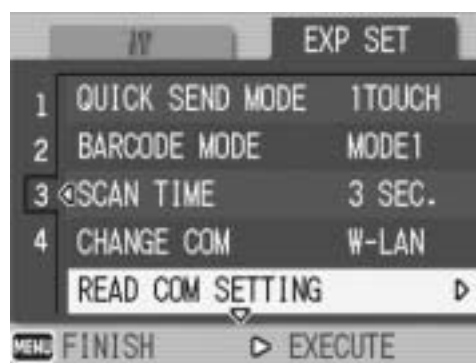 EXP SET
1 QUICK SEND MODE 1TOUCH
2 BARCODE MODE MODE1
3 SCAN TIME 3 SEC.
4 CHANGE COM W-LAN
READ COM SETTING
MENU FINISH EXECUTE